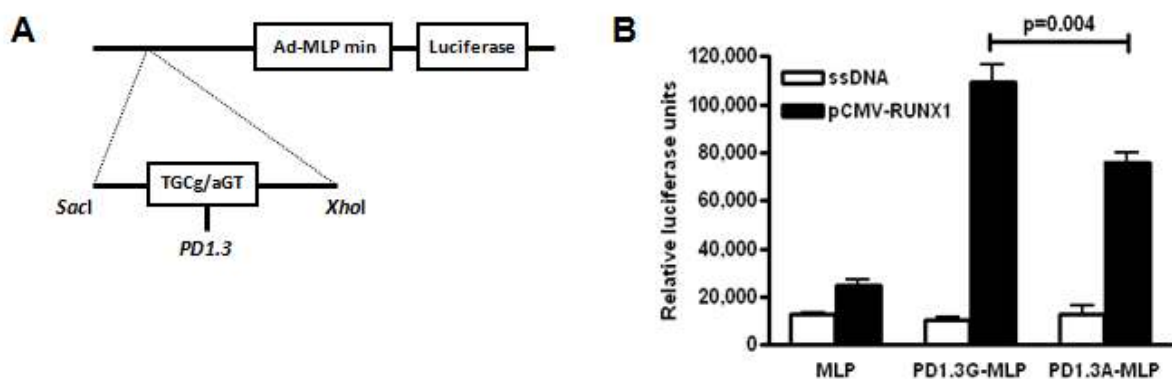 A
Ad-MLP min
Luciferase
TGCg/aGT
SacI
XhoI
PD1.3
B
p=0.004
ssDNA
pCMV-RUNX1
Relative luciferase units
120,000
100,000
80,000
60,000
40,000
20,000
0
MLP
PD1.3G-MLP
PD1.3A-MLP